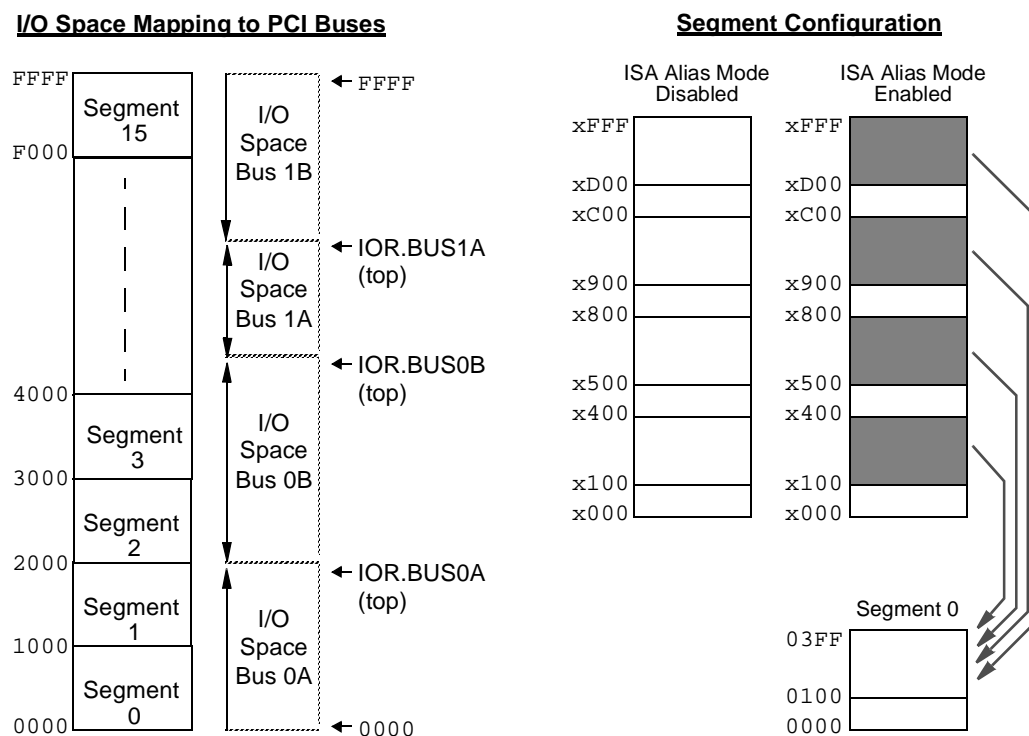 I/O Space Mapping to PCI Buses
FFFF
Segment
15
F000
4000
Segment
3
3000
Segment
2
2000
Segment
1
1000
Segment
0
0000
I/O
Space
Bus 1B
I/O
Space
Bus 1A
I/O
Space
Bus 0B
I/O
Space
Bus 0A
FFFF
IOR.BUS1A
(top)
IOR.BUS0B
(top)
IOR.BUS0A
(top)
0000
Segment Configuration
ISA Alias Mode
Disabled
xFFF
xD00
xC00
x900
x800
x500
x400
x100
x000
ISA Alias Mode
Enabled
xFFF
xD00
xC00
x900
x800
x500
x400
x100
x000
Segment 0
03FF
0100
0000